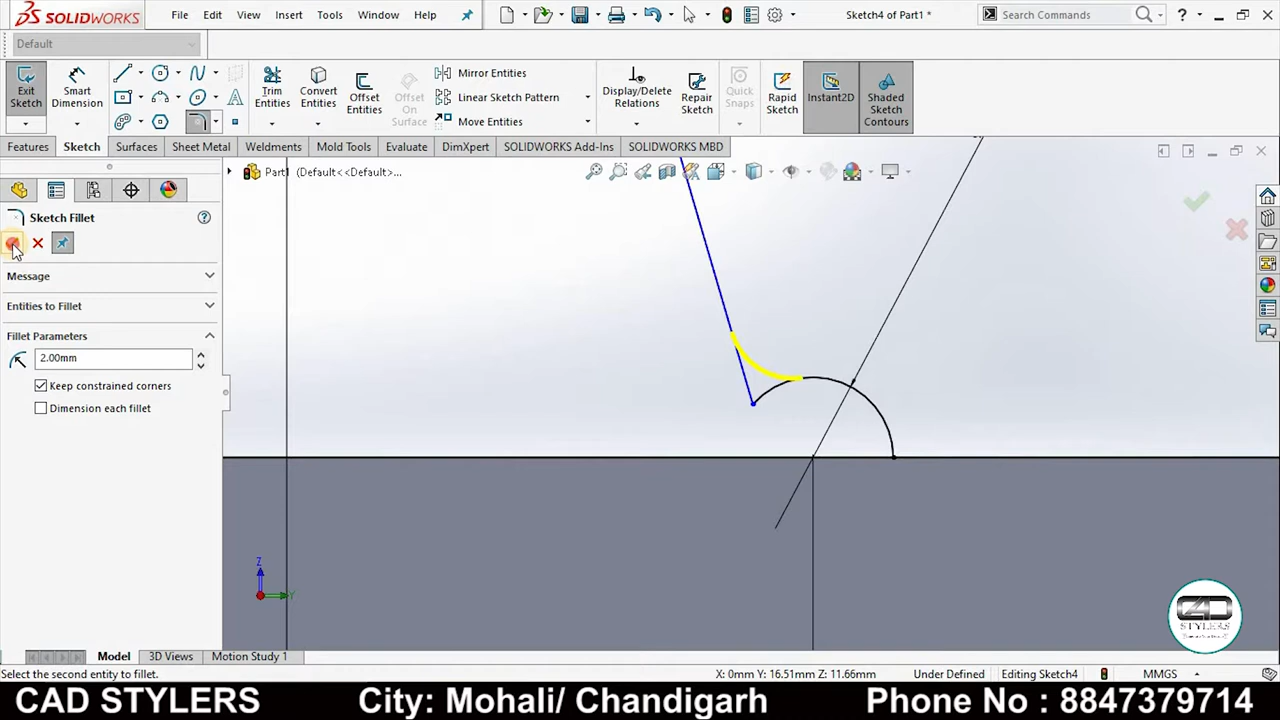 SOLIDWORKS File Edit View Insert Tools Window Help Sketch4 of Part1 * Search Commands ?
Default
Exit Sketch
Smart Dimension
Trim Entities
Convert Entities
Offset Entities
Offset On Surface
Mirror Entities
Linear Sketch Pattern
Move Entities
Display/Delete Relations
Repair Sketch
Quick Snaps
Rapid Sketch
Instant2D
Shaded Sketch Contours
Features Sketch Surfaces Sheet Metal Weldments Mold Tools Evaluate DimXpert SOLIDWORKS Add-Ins SOLIDWORKS MBD
Part1 (Default<<Default>...
Sketch Fillet
Message
Entities to Fillet
Fillet Parameters
2.00mm
Keep constrained corners
Dimension each fillet
Z
Y
STYLERS
Model 3D Views Motion Study 1
Select the second entity to fillet. X: 0mm Y: 16.51mm Z: 11.66mm Under Defined Editing Sketch4 MMGS
CAD STYLERS City: Mohali/ Chandigarh Phone No : 8847379714